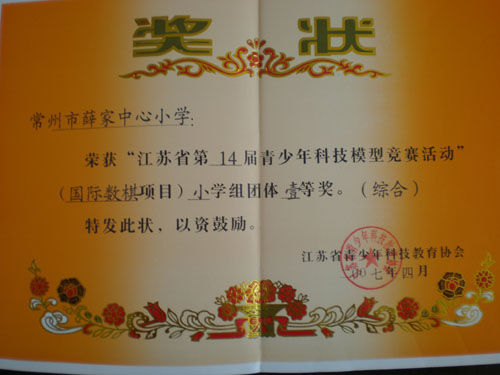 奖状
常州市薛家中心小学:
荣获“江苏省第14届青少年科技模型竞赛活动”
(国际数棋项目)小学组团体壹等奖。(综合)
特发此状,以资鼓励。
江苏省青少年科技教育协会
二00七年四月